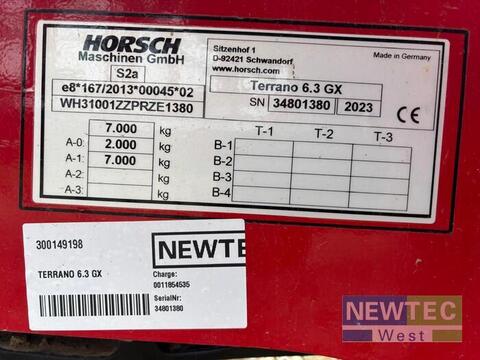 HORSCH
Maschinen GmbH
S2a
e8*167/2013*00045*02
WH31001ZZPRZE1380
7.000 kg
A-0: 2.000 kg
A-1: 7.000 kg
A-2: kg
A-3: kg
Sitzenhof 1
D-92421 Schwandorf
www.horsch.com
Made in Germany
Terrano 6.3 GX
SN 34801380 2023
CE
T-1 T-2 T-3
B-1
B-2
B-3
B-4
300149198
TERRANO 6.3 GX
NEWTE
Charge:
0011854535
SerialNr:
34801380
NEWTEC
West